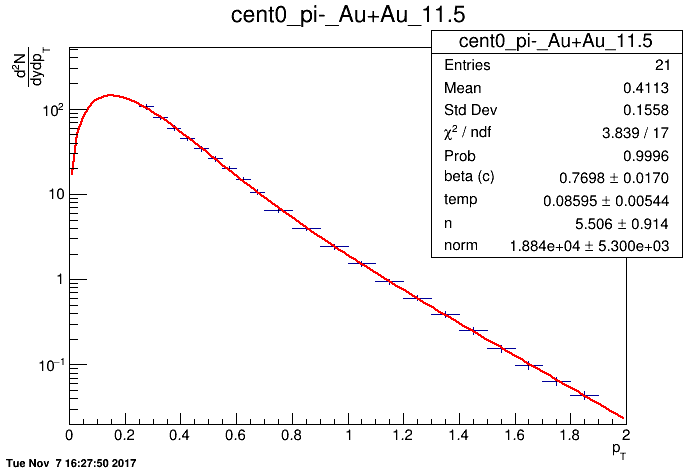 cent0_pi-_Au+Au_11.5
cent0_pi-_Au+Au_11.5
Entries 21
Mean 0.4113
Std Dev 0.1558
χ² / ndf 3.839 / 17
Prob 0.9996
beta (c) 0.7698 ± 0.0170
temp 0.08595 ± 0.00544
n 5.506 ± 0.914
norm 1.884e+04 ± 5.300e+03
d²N
dydp_T
10²
10
1
10⁻¹
0 0.2 0.4 0.6 0.8 1 1.2 1.4 1.6 1.8 2
p_T
Tue Nov 7 16:27:50 2017